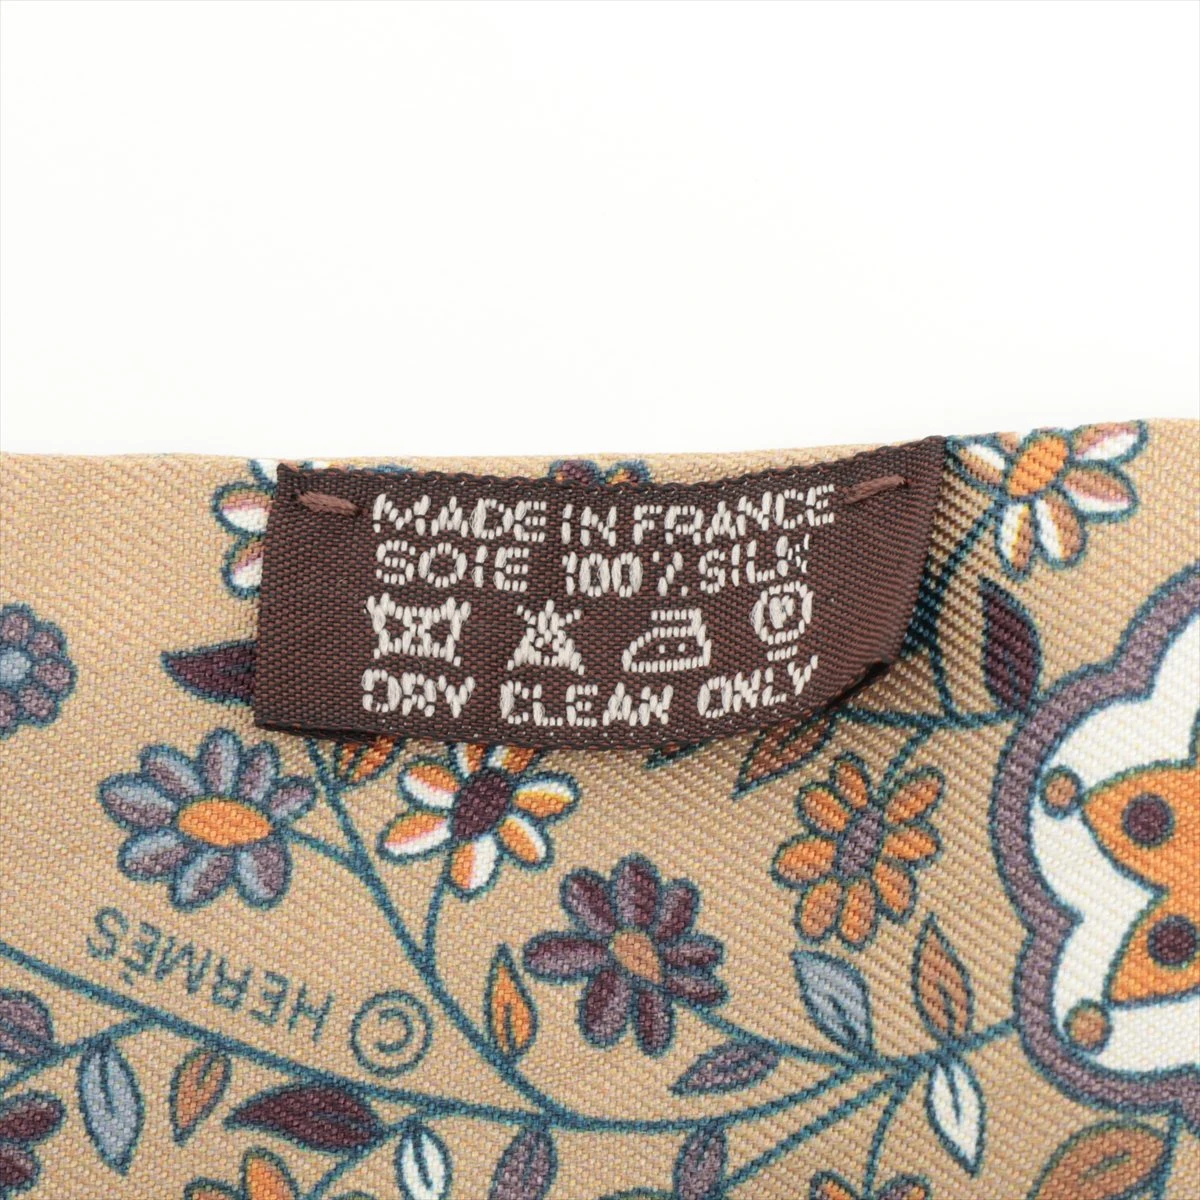 MADE IN FRANCE
SOIE 100% SILK
P
DRY CLEAN ONLY
© HERMÈS